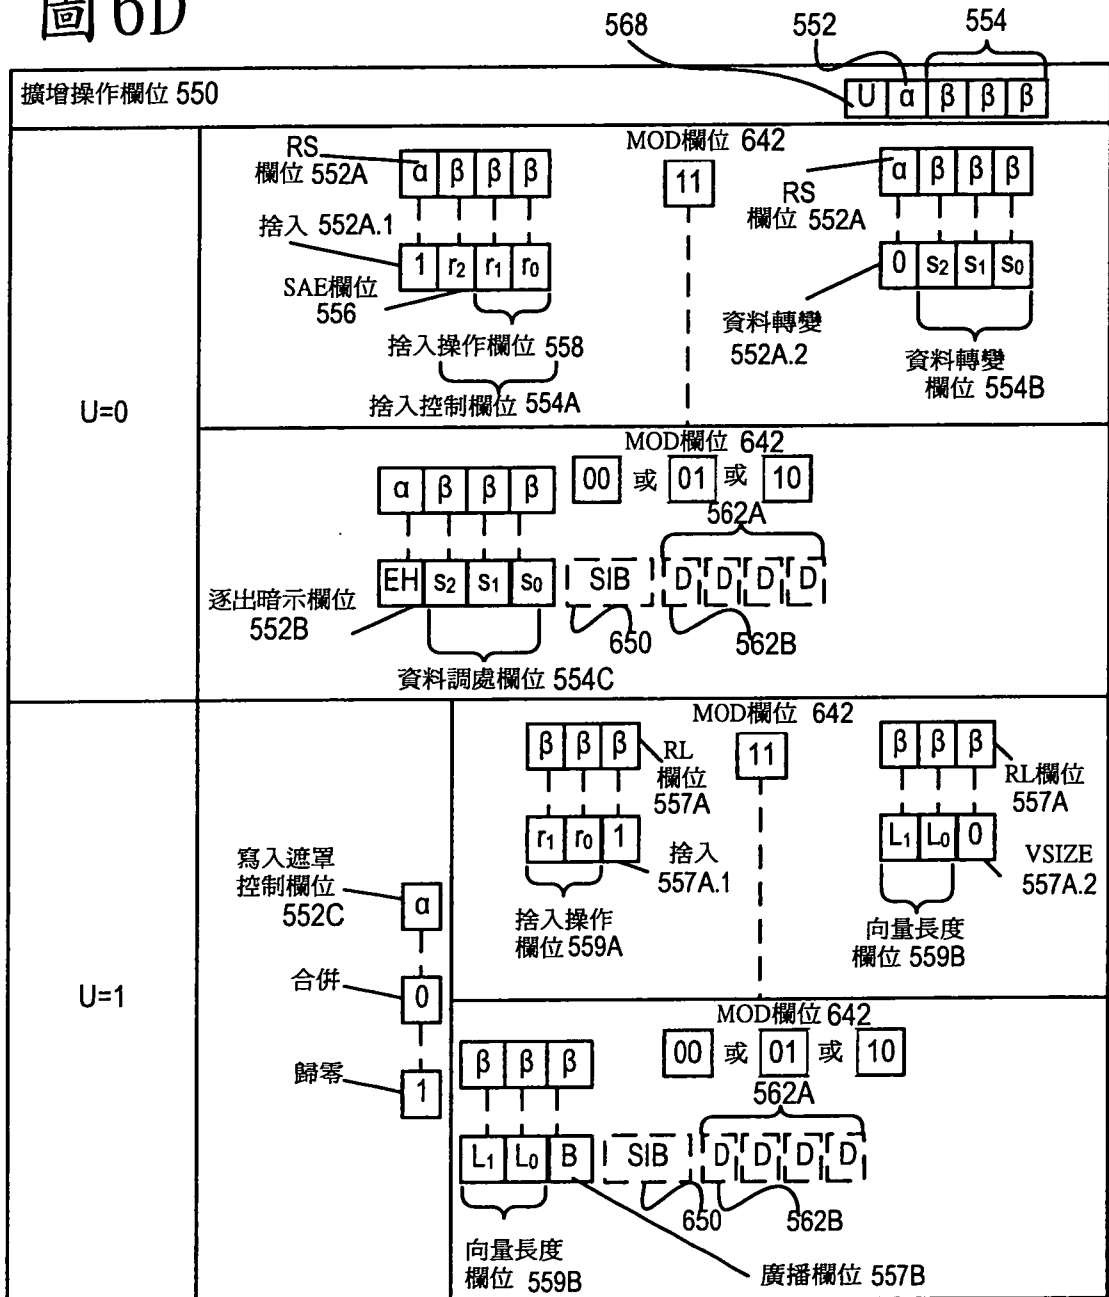 圖 6D
568 552 554
擴增操作欄位 550
U α β β β
U=0
RS
欄位 552A
α β β β
捨入 552A.1
1 r2 r1 r0
SAE欄位
556
捨入操作欄位 558
捨入控制欄位 554A
MOD欄位 642
11
α β β β
RS
欄位 552A
0 s2 s1 s0
資料轉變
552A.2
資料轉變
欄位 554B
MOD欄位 642
00 或 01 或 10
α β β β
562A
EH s2 s1 s0 SIB D D D D
逐出暗示欄位
552B
650 562B
資料調處欄位 554C
U=1
寫入遮罩
控制欄位
552C
α
合併
0
歸零
1
MOD欄位 642
11
β β β
RL
欄位
557A
r1 r0 1
捨入
557A.1
捨入操作
欄位 559A
β β β
RL欄位
557A
L1 L0 0
VSIZE
557A.2
向量長度
欄位 559B
MOD欄位 642
00 或 01 或 10
β β β
562A
L1 L0 B SIB D D D D
650 562B
向量長度
欄位 559B
廣播欄位 557B